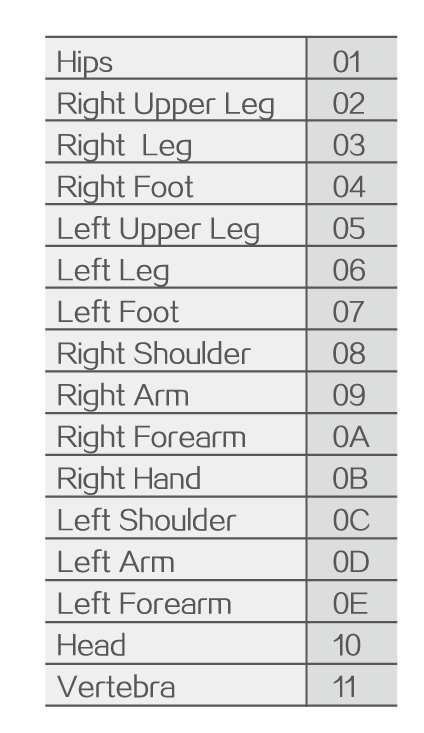 Hips 01
Right Upper Leg 02
Right Leg 03
Right Foot 04
Left Upper Leg 05
Left Leg 06
Left Foot 07
Right Shoulder 08
Right Arm 09
Right Forearm 0A
Right Hand 0B
Left Shoulder 0C
Left Arm 0D
Left Forearm 0E
Head 10
Vertebra 11